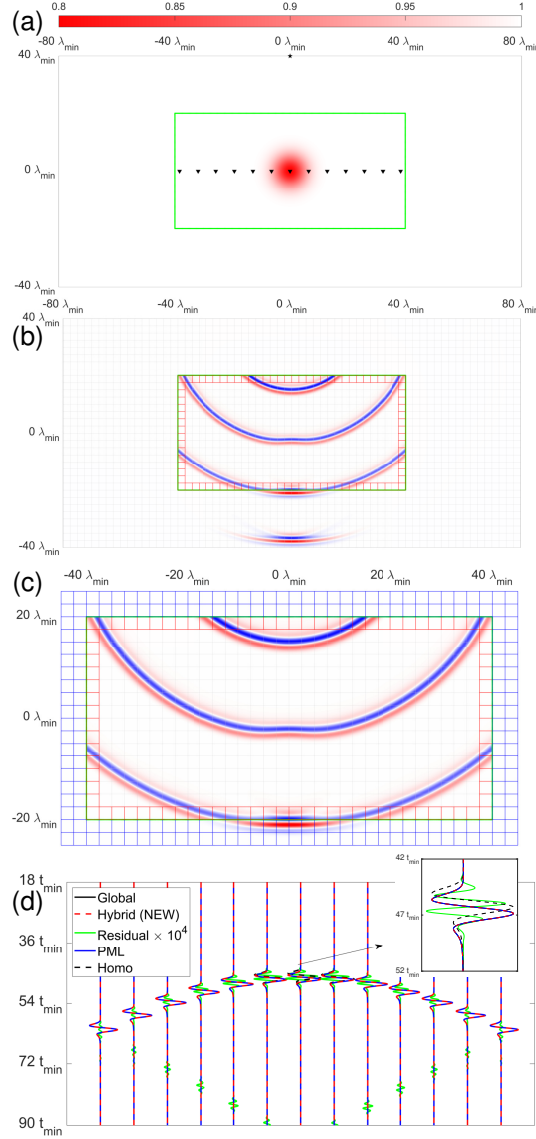 (a)
0.8 0.85 0.9 0.95 1
-80 λmin -40 λmin 0 λmin 40 λmin 80 λmin
40 λmin
0 λmin
-40 λmin
-80 λmin -40 λmin 0 λmin 40 λmin 80 λmin
40 λmin
(b)
0 λmin
-40 λmin
(c)
-40 λmin -20 λmin 0 λmin 20 λmin 40 λmin
20 λmin
0 λmin
-20 λmin
42 tmin
47 tmin
52 tmin
18 tmin
(d)
Global
Hybrid (NEW)
Residual × 10^4
PML
Homo
36 tmin
54 tmin
72 tmin
90 tmin